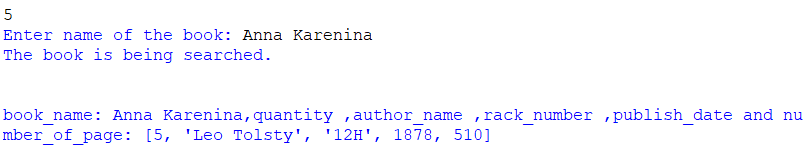 5
Enter name of the book: Anna Karenina
The book is being searched.
book_name: Anna Karenina,quantity ,author_name ,rack_number ,publish_date and nu
mber_of_page: [5, 'Leo Tolsty', '12H', 1878, 510]